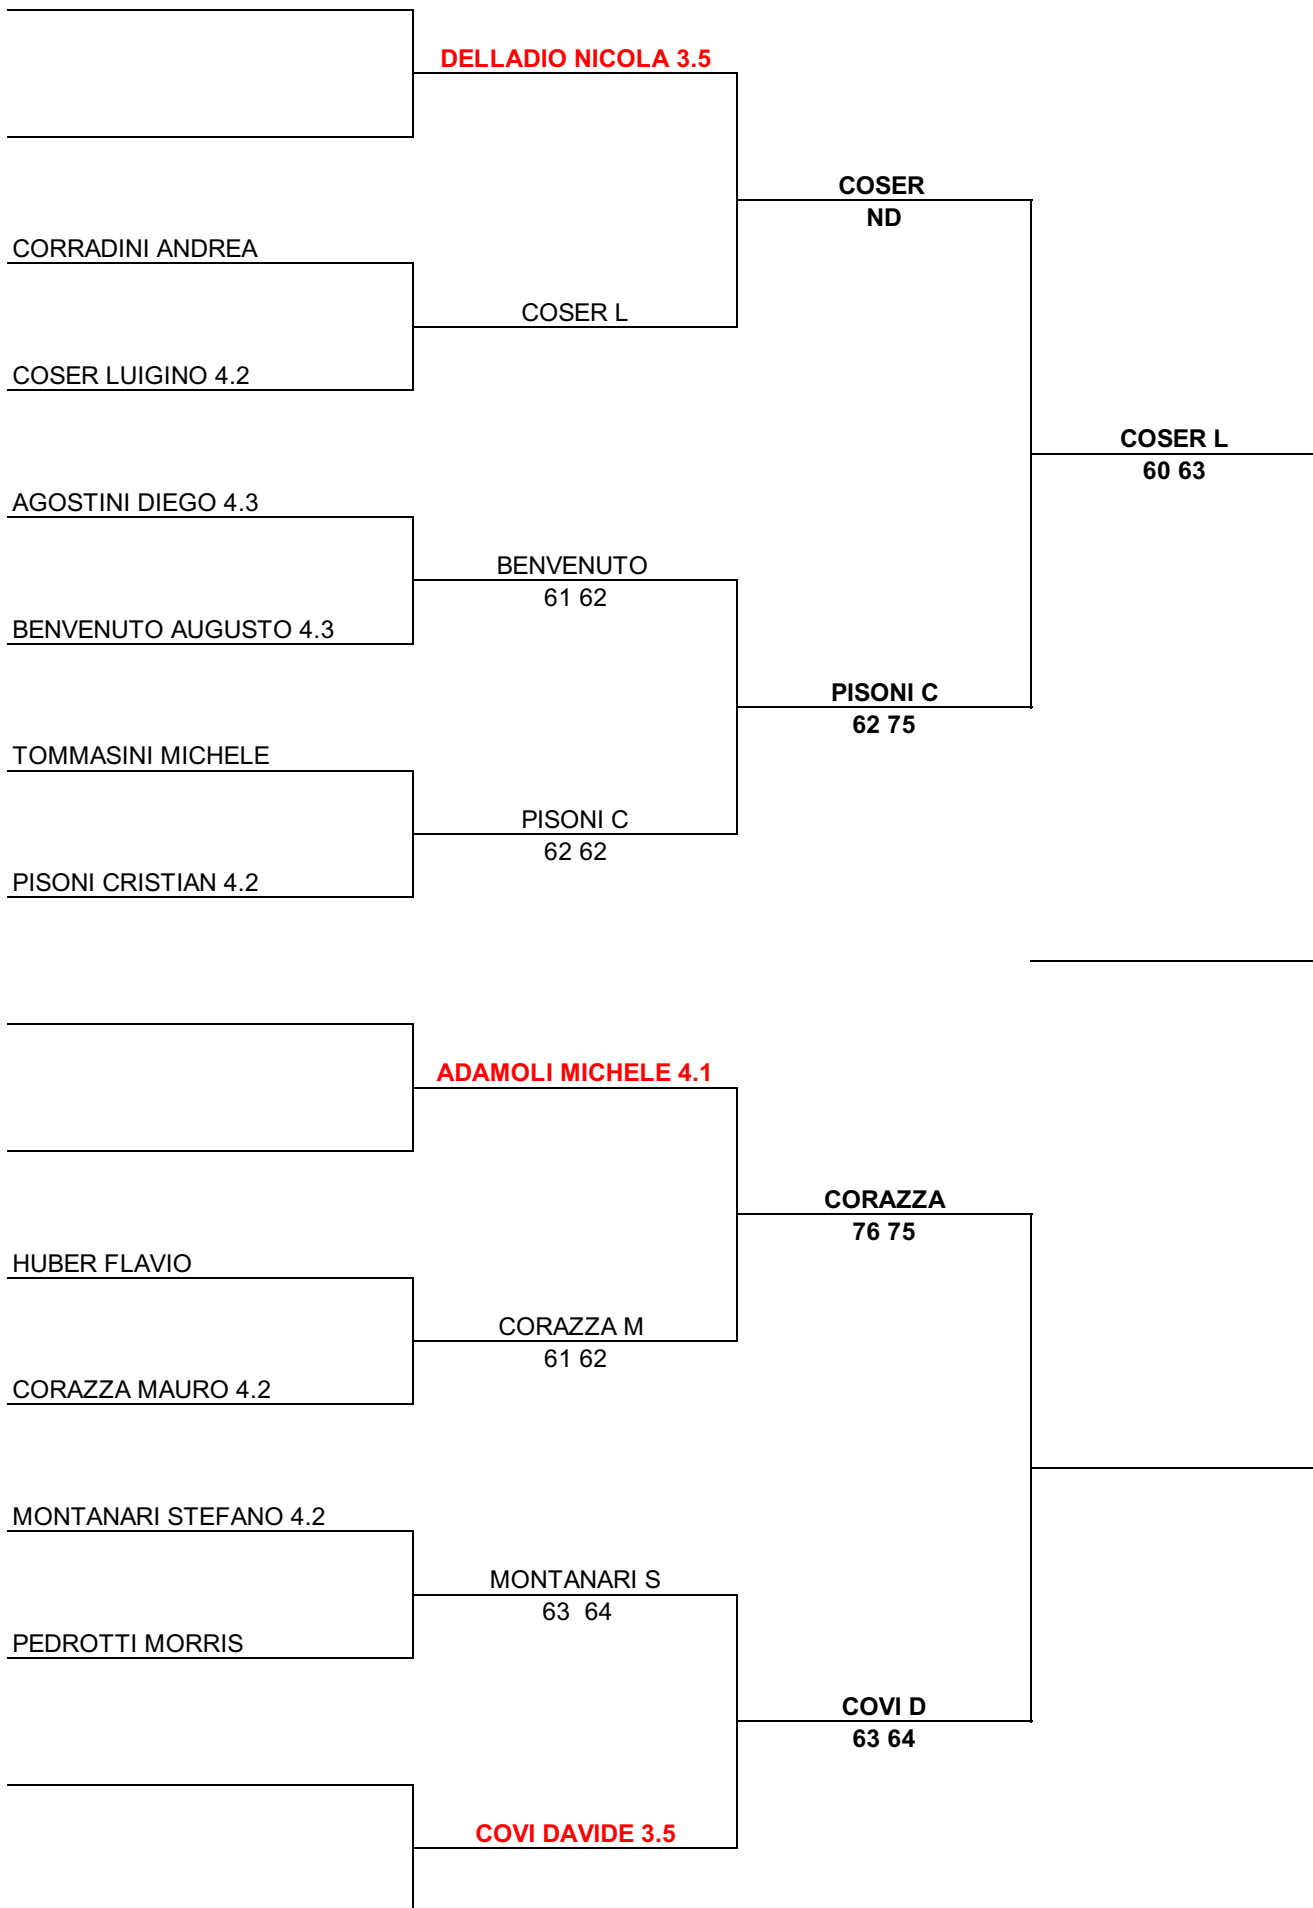 DELLADIO NICOLA 3.5
COSER
ND
CORRADINI ANDREA
COSER L
COSER LUIGINO 4.2
COSER L
60 63
AGOSTINI DIEGO 4.3
BENVENUTO
61 62
BENVENUTO AUGUSTO 4.3
PISONI C
62 75
TOMMASINI MICHELE
PISONI C
62 62
PISONI CRISTIAN 4.2
ADAMOLI MICHELE 4.1
CORAZZA
76 75
HUBER FLAVIO
CORAZZA M
61 62
CORAZZA MAURO 4.2
MONTANARI STEFANO 4.2
MONTANARI S
63  64
PEDROTTI MORRIS
COVI D
63 64
COVI DAVIDE 3.5